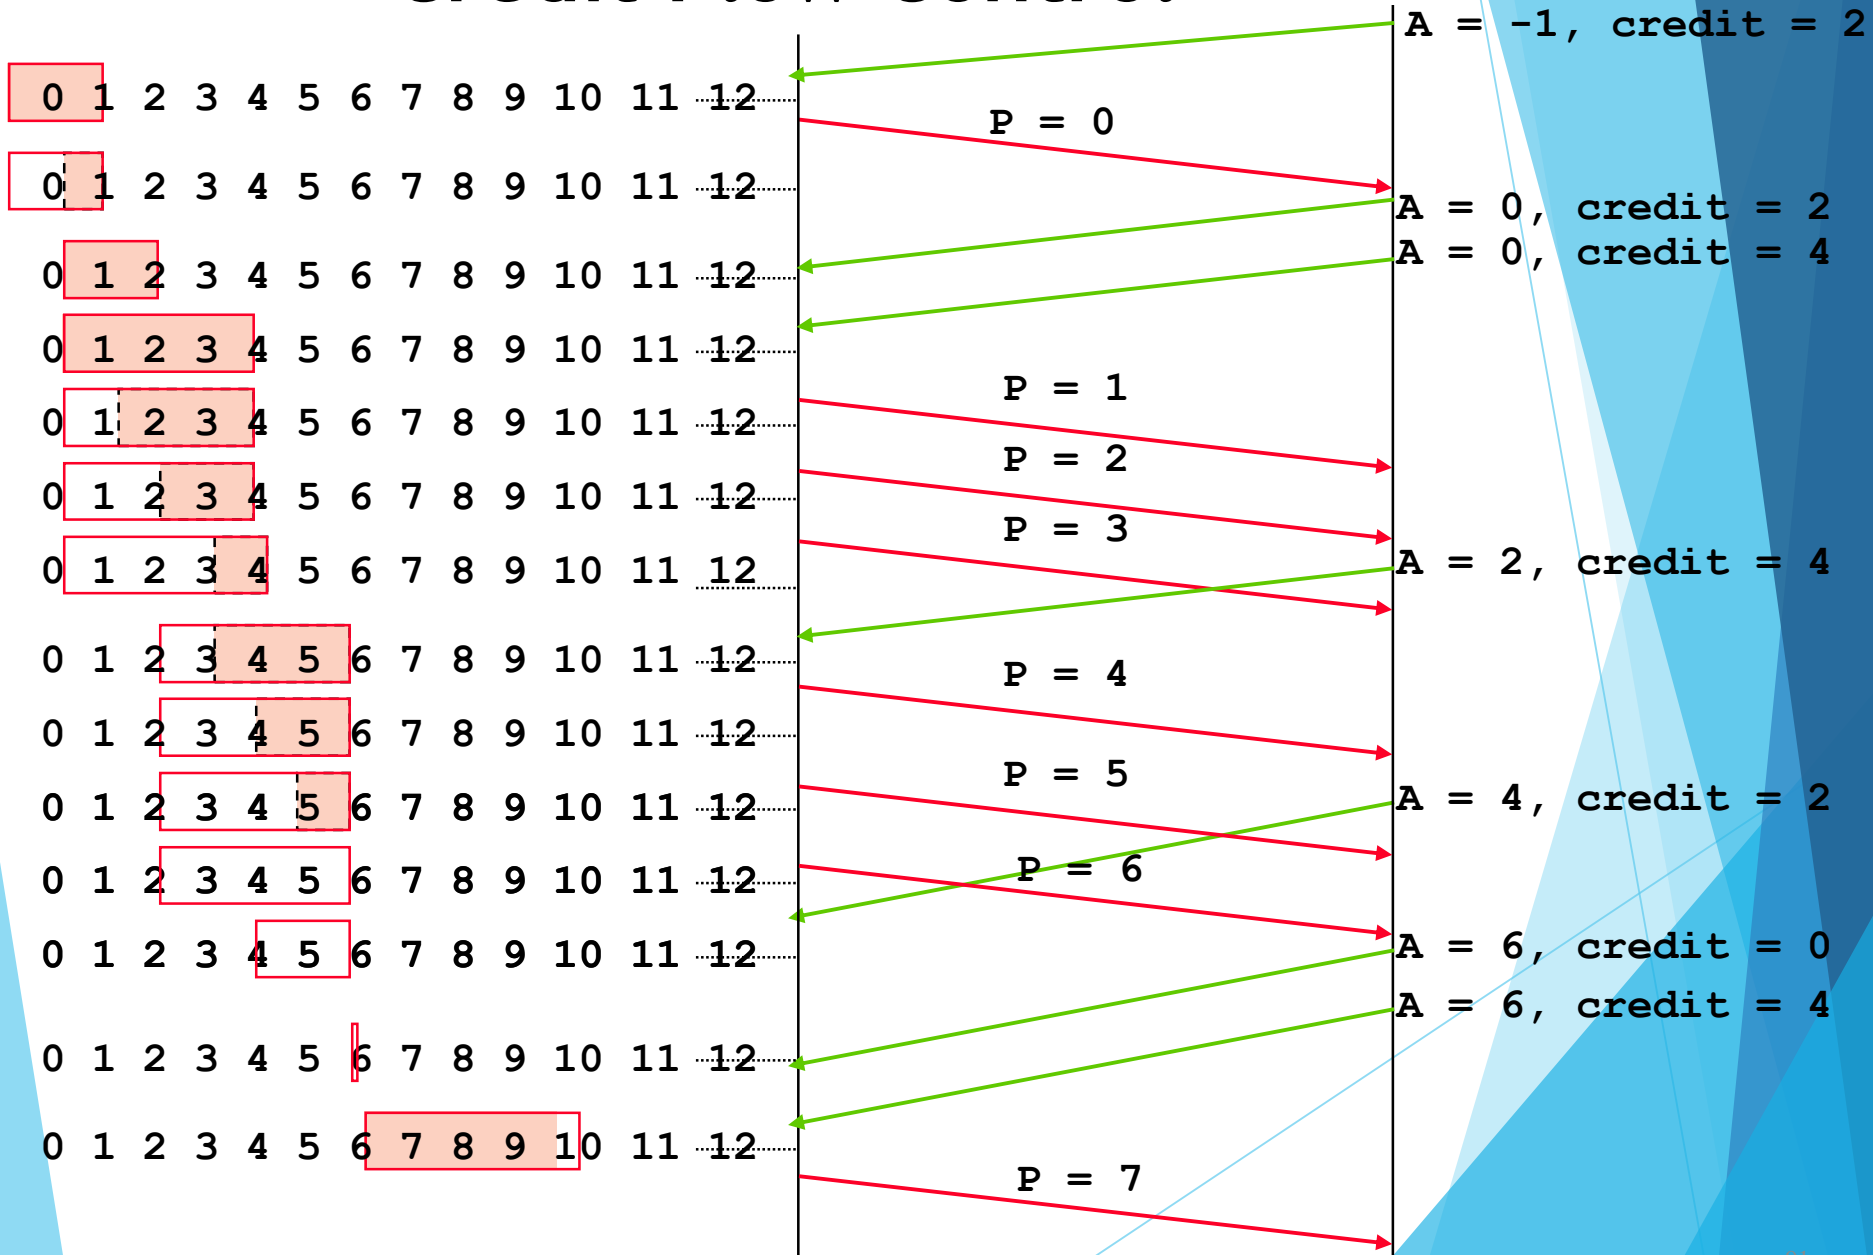 Credit Flow Control
A = -1, credit = 2
0 1 2 3 4 5 6 7 8 9 10 11 12
P = 0
0 1 2 3 4 5 6 7 8 9 10 11 12
A = 0, credit = 2
A = 0, credit = 4
0 1 2 3 4 5 6 7 8 9 10 11 12
0 1 2 3 4 5 6 7 8 9 10 11 12
P = 1
0 1 2 3 4 5 6 7 8 9 10 11 12
P = 2
0 1 2 3 4 5 6 7 8 9 10 11 12
P = 3
A = 2, credit = 4
0 1 2 3 4 5 6 7 8 9 10 11 12
0 1 2 3 4 5 6 7 8 9 10 11 12
P = 4
0 1 2 3 4 5 6 7 8 9 10 11 12
P = 5
A = 4, credit = 2
0 1 2 3 4 5 6 7 8 9 10 11 12
P = 6
0 1 2 3 4 5 6 7 8 9 10 11 12
A = 6, credit = 0
0 1 2 3 4 5 6 7 8 9 10 11 12
A = 6, credit = 4
0 1 2 3 4 5 6 7 8 9 10 11 12
0 1 2 3 4 5 6 7 8 9 10 11 12
P = 7